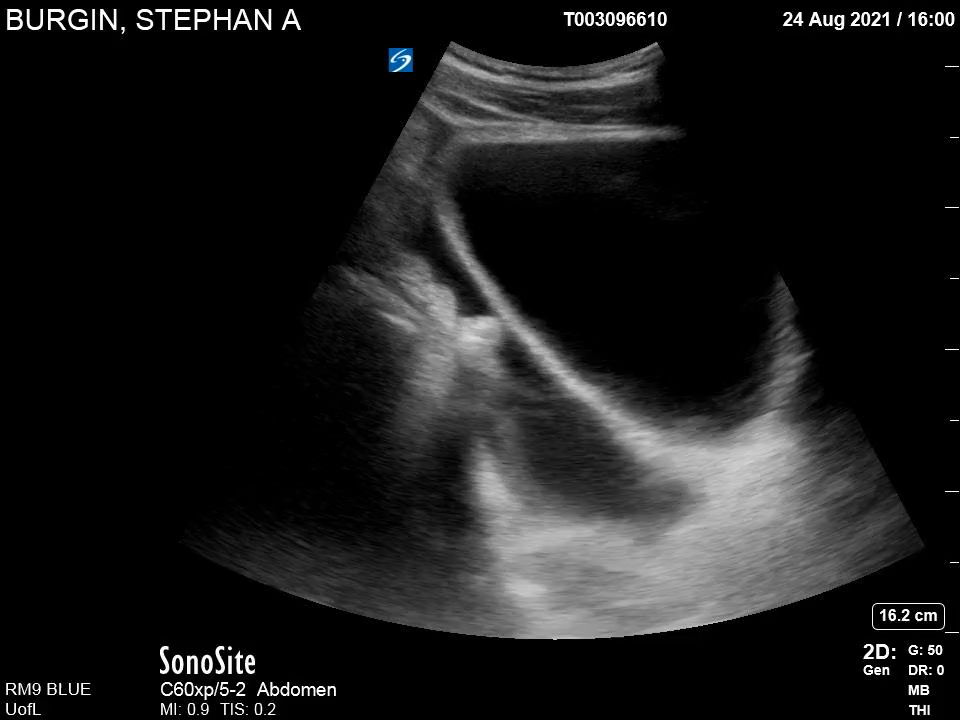 BURGIN, STEPHAN A
T003096610
24 Aug 2021 / 16:00
16.2 cm
2D:
G: 50
Gen
DR: 0
MB
THI
SonoSite
RM9 BLUE
C60xp/5-2 Abdomen
UofL
MI: 0.9 TIS: 0.2